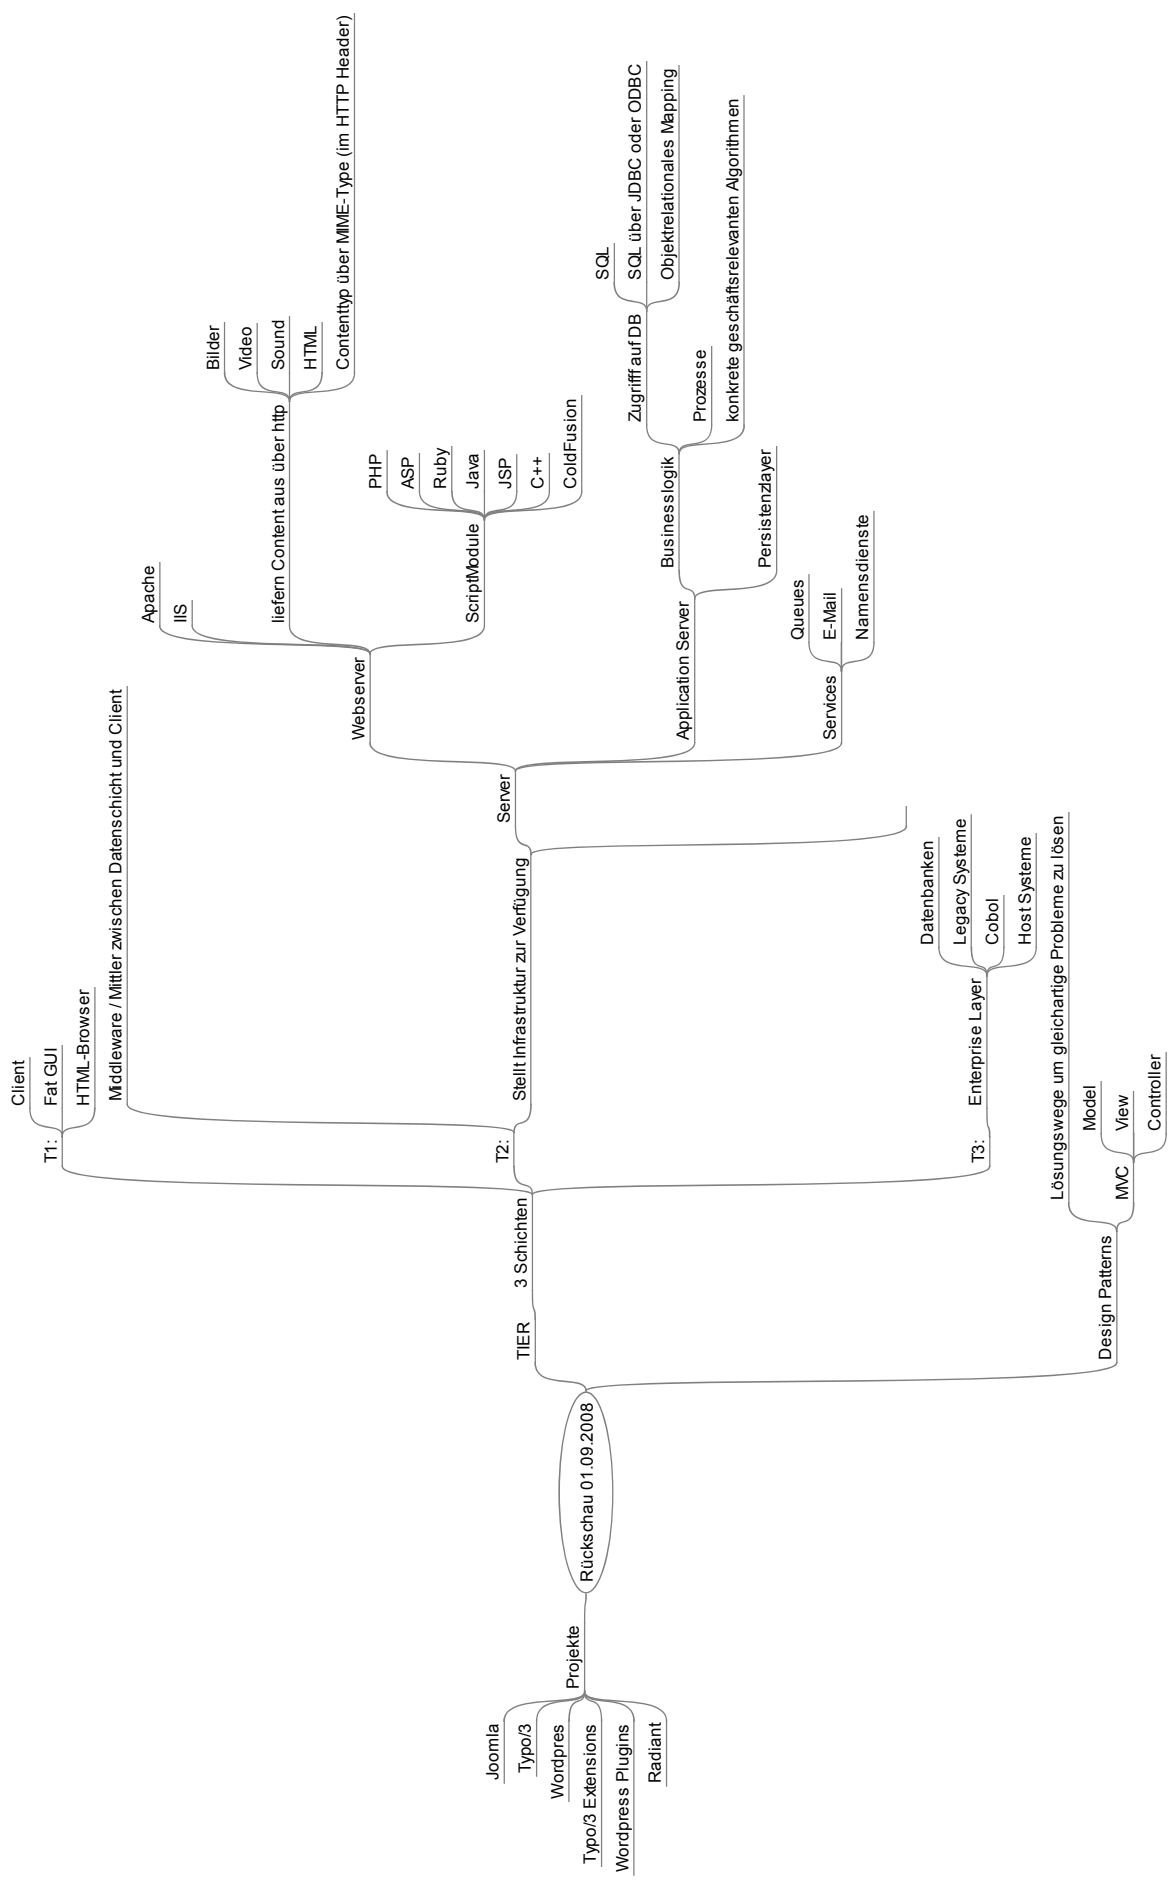 Rückschau 01.09.2008
TIER
3 Schichten
T1:
Client
Fat GUI
HTML-Browser
T2:
Middleware / Mittler zwischen Datenschicht und Client
Stellt Infrastruktur zur Verfügung
Server
Webserver
Apache
IIS
liefern Content aus über http
Bilder
Video
Sound
HTML
Contenttyp über MIME-Type (im HTTP Header)
ScriptModule
PHP
ASP
Ruby
Java
JSP
C++
ColdFusion
Application Server
Businesslogik
Zugrifff auf DB
SQL
SQL über JDBC oder ODBC
Objektrelationales Mapping
Prozesse
konkrete geschäftsrelevanten Algorithmen
Persistenzlayer
Services
Queues
E-Mail
Namensdienste
T3:
Enterprise Layer
Datenbanken
Legacy Systeme
Cobol
Host Systeme
Design Patterns
Lösungswege um gleichartige Probleme zu lösen
MVC
Model
View
Controller
Projekte
Joomla
Typo/3
Wordpres
Typo/3 Extensions
Wordpress Plugins
Radiant